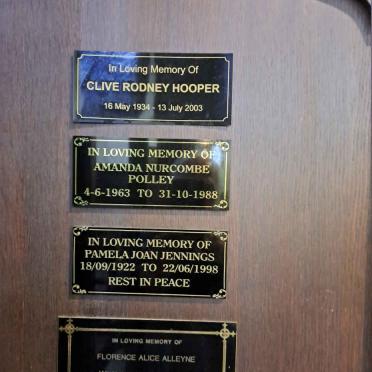 In Loving Memory Of
CLIVE RODNEY HOOPER
16 May 1934 - 13 July 2003
IN LOVING MEMORY OF
AMANDA NURCOMBE
POLLEY
4-6-1963 TO 31-10-1988
IN LOVING MEMORY OF
PAMELA JOAN JENNINGS
18/09/1922 TO 22/06/1998
REST IN PEACE
IN LOVING MEMORY OF
FLORENCE ALICE ALLEYNE